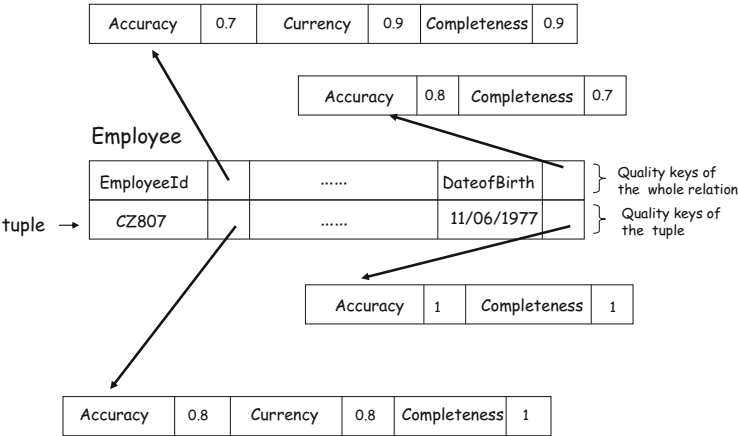 Accuracy 0.7 Currency 0.9 Completeness 0.9
Accuracy 0.8 Completeness 0.7
Employee
EmployeeId ...... DateofBirth
Quality keys of
the whole relation
tuple CZ807 ...... 11/06/1977
Quality keys of
the tuple
Accuracy 1 Completeness 1
Accuracy 0.8 Currency 0.8 Completeness 1